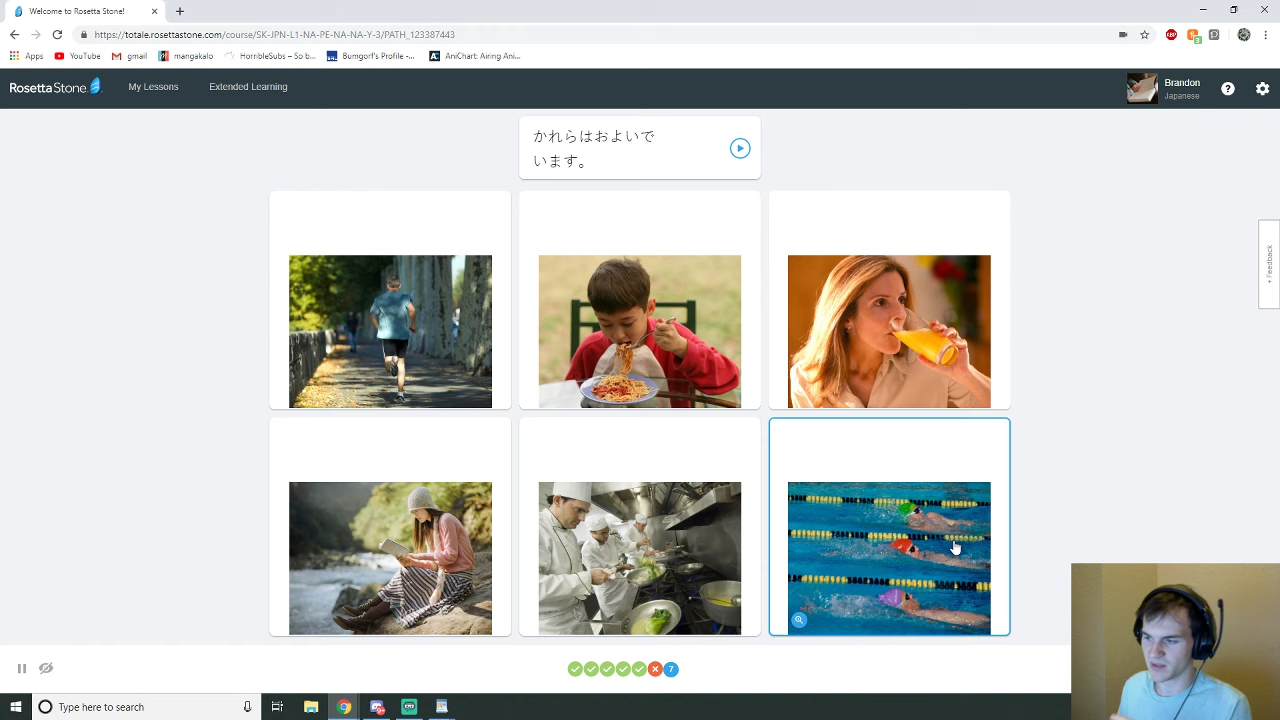 Welcome to Rosetta Stone!
https://totale.rosettastone.com/course/SK-JPN-L1-NA-PE-NA-NA-Y-3/PATH_123387443
Apps
YouTube
gmail
mangakalo
HorribleSubs – So b...
Bumgorf's Profile -...
AniChart: Airing Ani...
RosettaStone
My Lessons
Extended Learning
Brandon
Japanese
かれらはおよいで
います。
+ Feedback
7
Type here to search